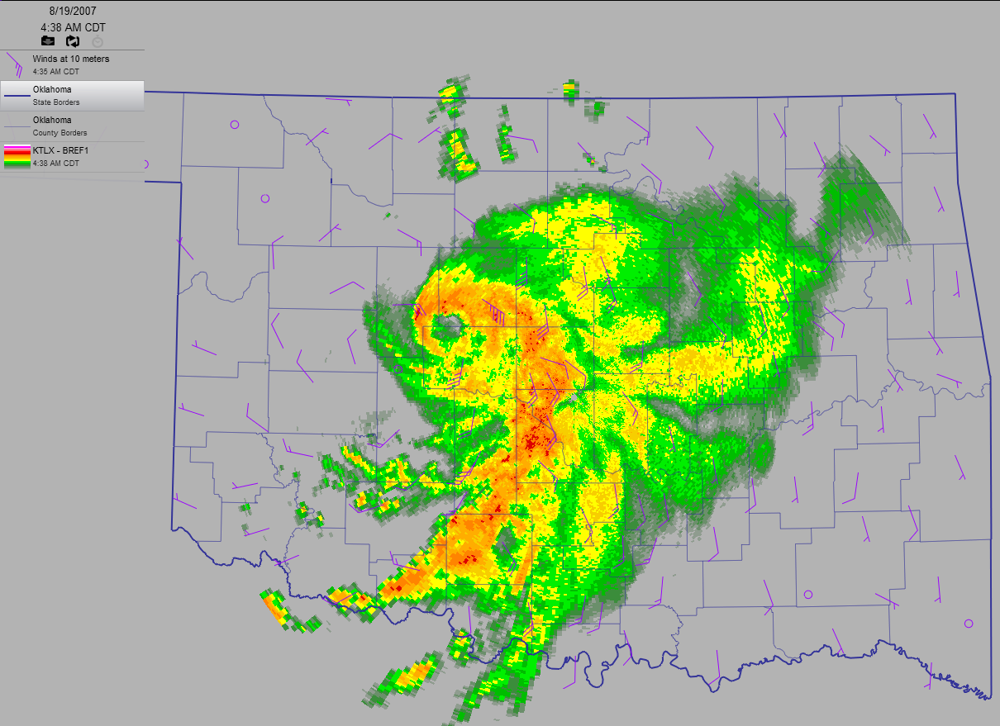 8/19/2007
4:38 AM CDT
Winds at 10 meters
4:35 AM CDT
Oklahoma
State Borders
Oklahoma
County Borders
KTLX - BREF1
4:38 AM CDT